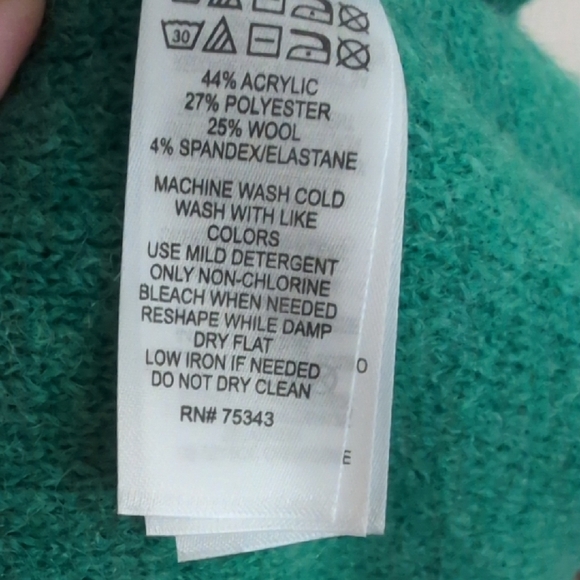 30
44% ACRYLIC
27% POLYESTER
25% WOOL
4% SPANDEX/ELASTANE
MACHINE WASH COLD
WASH WITH LIKE
COLORS
USE MILD DETERGENT
ONLY NON-CHLORINE
BLEACH WHEN NEEDED
RESHAPE WHILE DAMP
DRY FLAT
LOW IRON IF NEEDED
DO NOT DRY CLEAN
RN# 75343
O
E